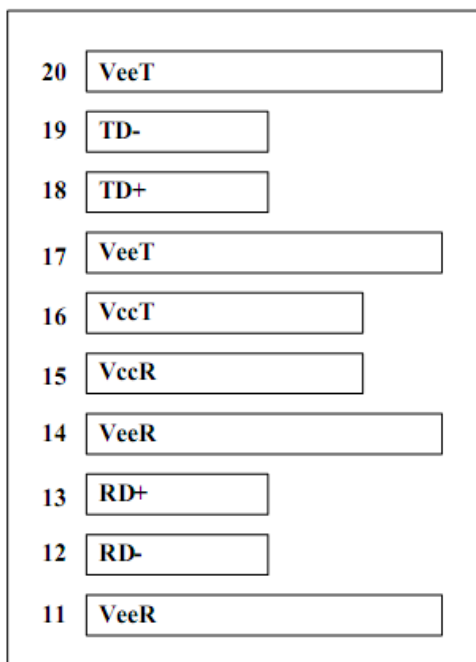 20 VeeT
19 TD-
18 TD+
17 VeeT
16 VccT
15 VccR
14 VeeR
13 RD+
12 RD-
11 VeeR